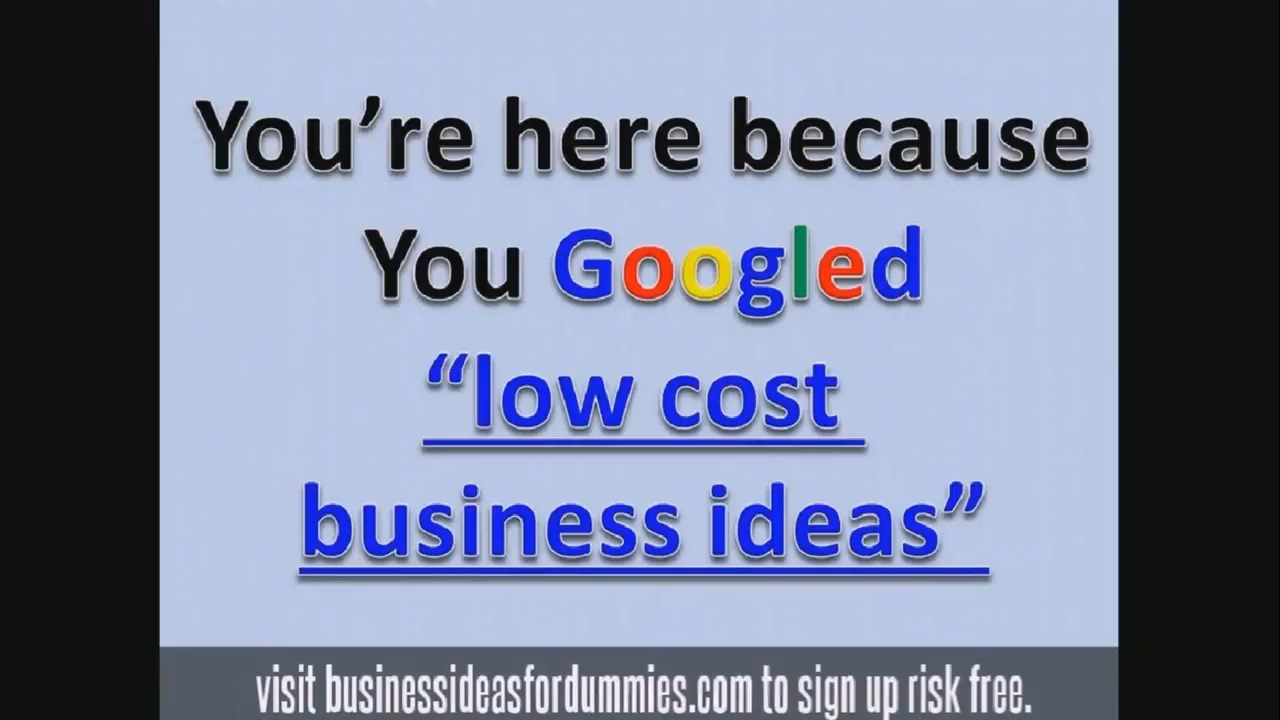 You’re here because
You Googled
“low cost
business ideas”
visit businessideasfordummies.com to sign up risk free.